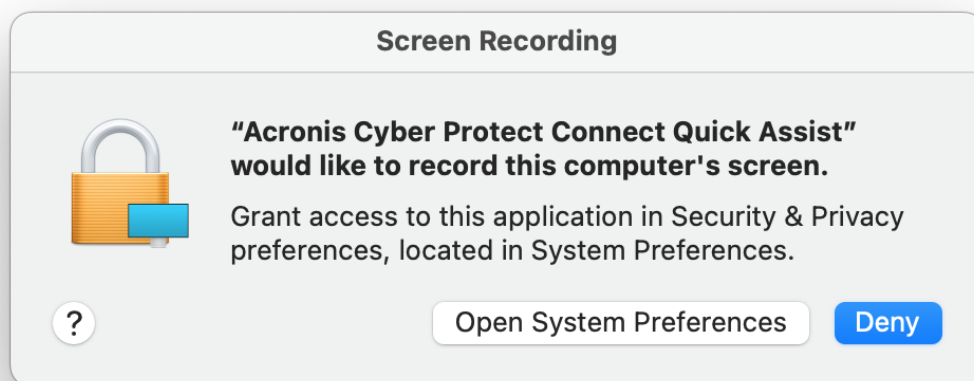 Screen Recording
“Acronis Cyber Protect Connect Quick Assist”
would like to record this computer's screen.
Grant access to this application in Security & Privacy
preferences, located in System Preferences.
?
Open System Preferences
Deny